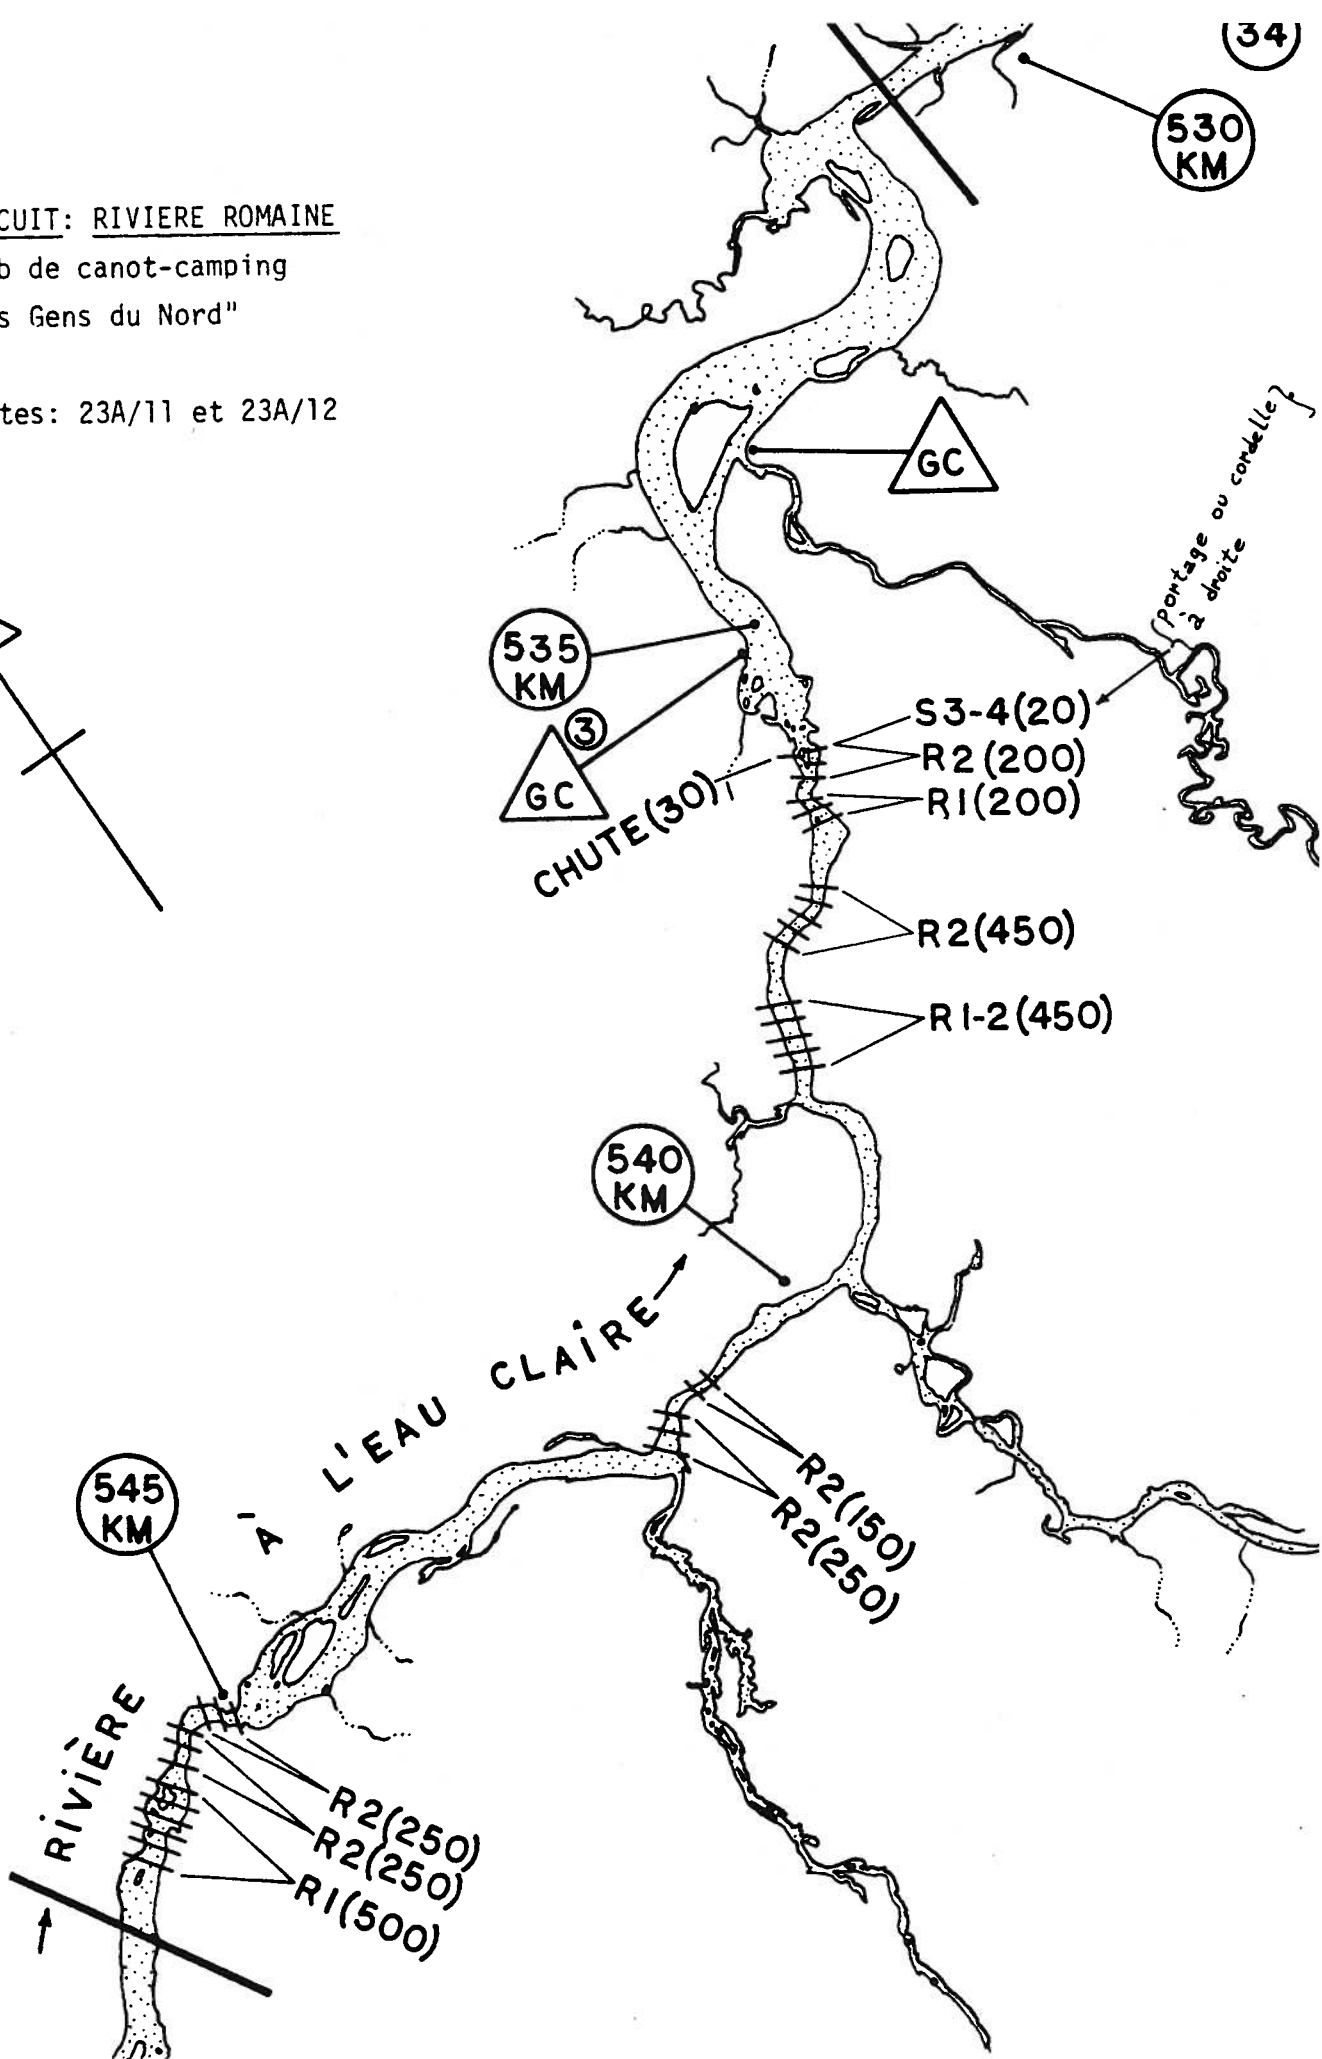 34
530
KM
CUIT: RIVIERE ROMAINE
b de canot-camping
s Gens du Nord"
tes: 23A/11 et 23A/12
GC
portage ou cordelle
à droite
535
KM
3
GC
S3-4(20)
R2(200)
R1(200)
CHUTE(30)
R2(450)
R1-2(450)
540
KM
RIVIÈRE À L'EAU CLAIRE
R2(150)
R2(250)
545
KM
R2(250)
R2(250)
R1(500)